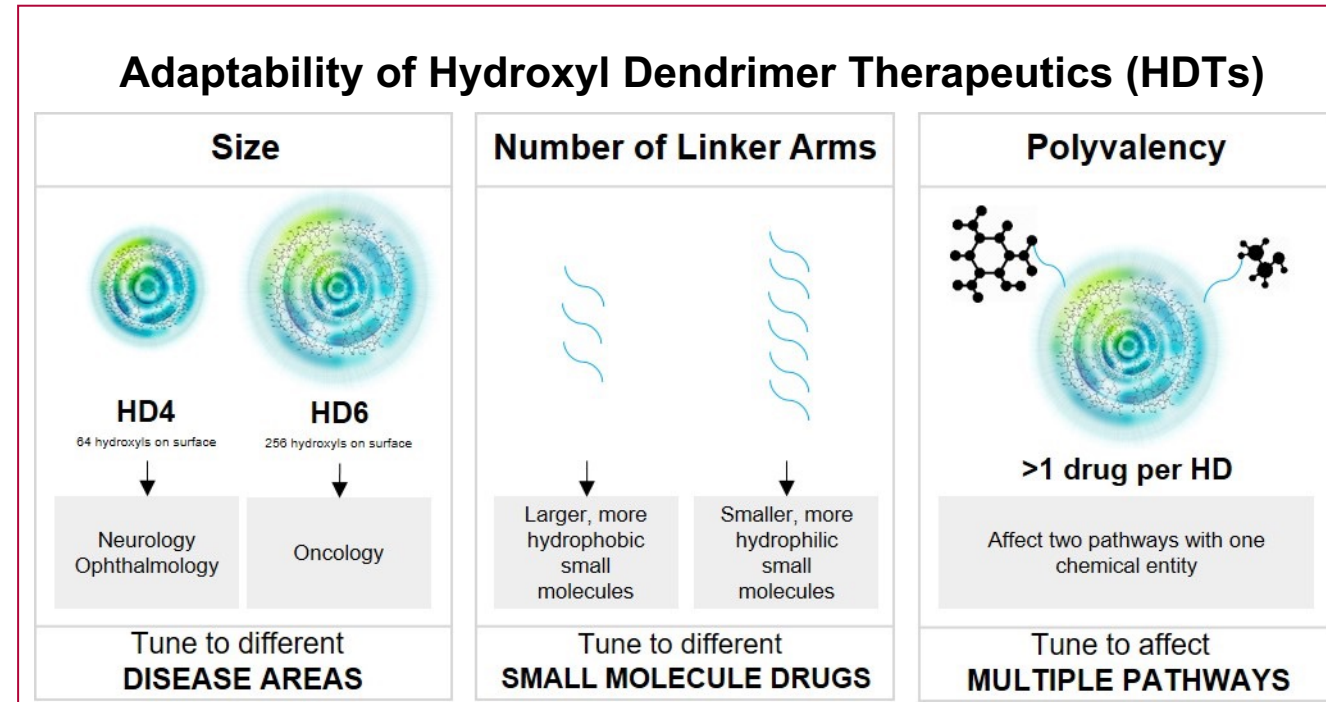 Adaptability of Hydroxyl Dendrimer Therapeutics (HDTs)
Size
HD4
64 hydroxyls on surface
HD6
256 hydroxyls on surface
Neurology
Ophthalmology
Oncology
Tune to different
DISEASE AREAS
Number of Linker Arms
Larger, more
hydrophobic
small
molecules
Smaller, more
hydrophilic
small
molecules
Tune to different
SMALL MOLECULE DRUGS
Polyvalency
>1 drug per HD
Affect two pathways with one
chemical entity
Tune to affect
MULTIPLE PATHWAYS